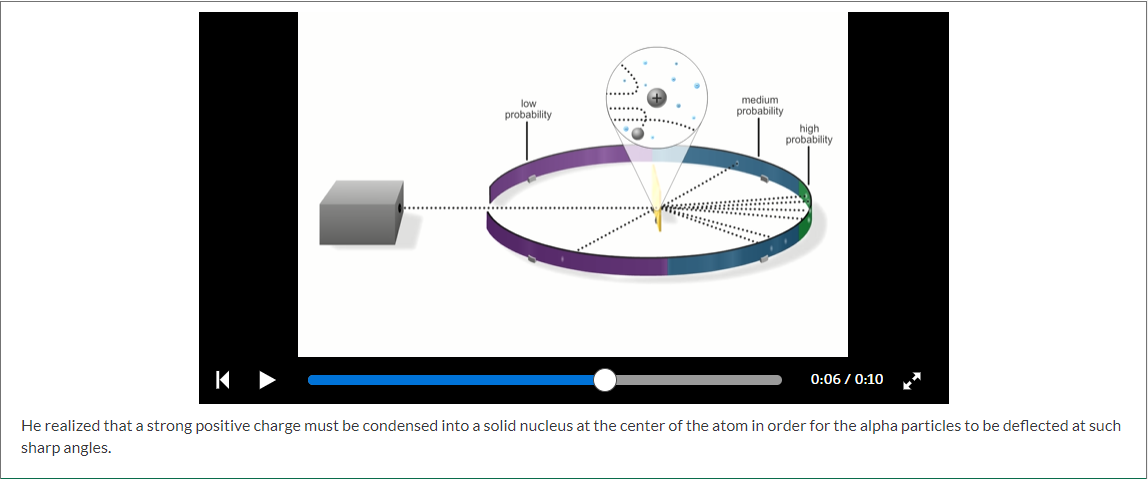 low
probability
medium
probability
high
probability
+
0:06 / 0:10
He realized that a strong positive charge must be condensed into a solid nucleus at the center of the atom in order for the alpha particles to be deflected at such
sharp angles.